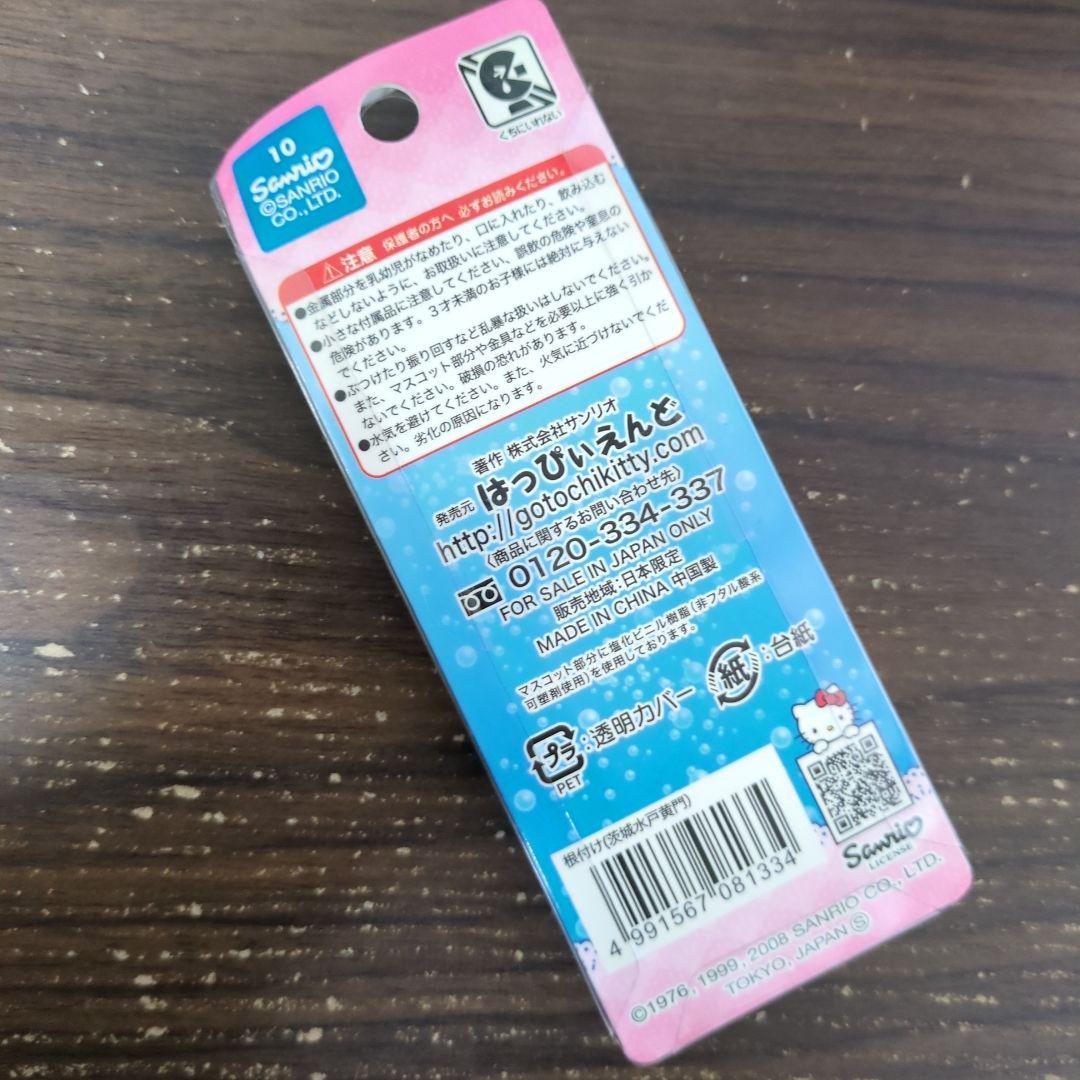 10
Sanrio
©SANRIO
CO., LTD.
くちにいれない
注意 保護者の方へ 必ずお読みください。
●金属部分を乳幼児がなめたり、口に入れたり、飲み込む
などしないように、お取扱いに注意してください。
●小さな付属品に注意してください、誤飲の危険や窒息の
危険があります。3才未満のお子様には絶対に与えない
でください。
●ぶつけたり振り回すなど乱暴な扱いはしないでください。
また、マスコット部分や金具などを必要以上に強く引か
ないでください。破損の恐れがあります。
●水気を避けてください。また、火気に近づけないでくだ
さい。劣化の原因になります。
著作 株式会社サンリオ
発売元 はっぴぃえんど
http://gotochikitty.com
(商品に関するお問い合わせ先)
0120-334-337
FOR SALE IN JAPAN ONLY
販売地域:日本限定
MADE IN CHINA 中国製
マスコット部分に塩化ビニル樹脂(非フタル酸系
可塑剤使用)を使用しております。
紙:台紙
プラ:透明カバー
PET
根付け(茨城水戸黄門)
4 991567 081334
Sanrio
LICENSE
©1976, 1999, 2008 SANRIO CO., LTD.
TOKYO, JAPAN Ⓢ